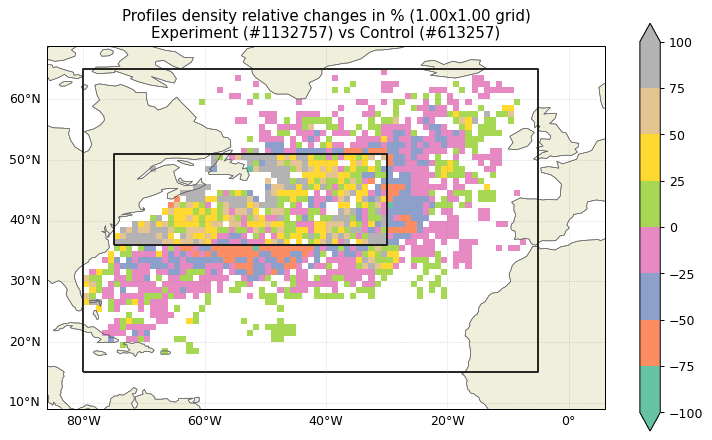 Profiles density relative changes in % (1.00x1.00 grid)
Experiment (#1132757) vs Control (#613257)
60°N
50°N
40°N
30°N
20°N
10°N
80°W
60°W
40°W
20°W
0°
100
75
50
25
0
−25
−50
−75
−100